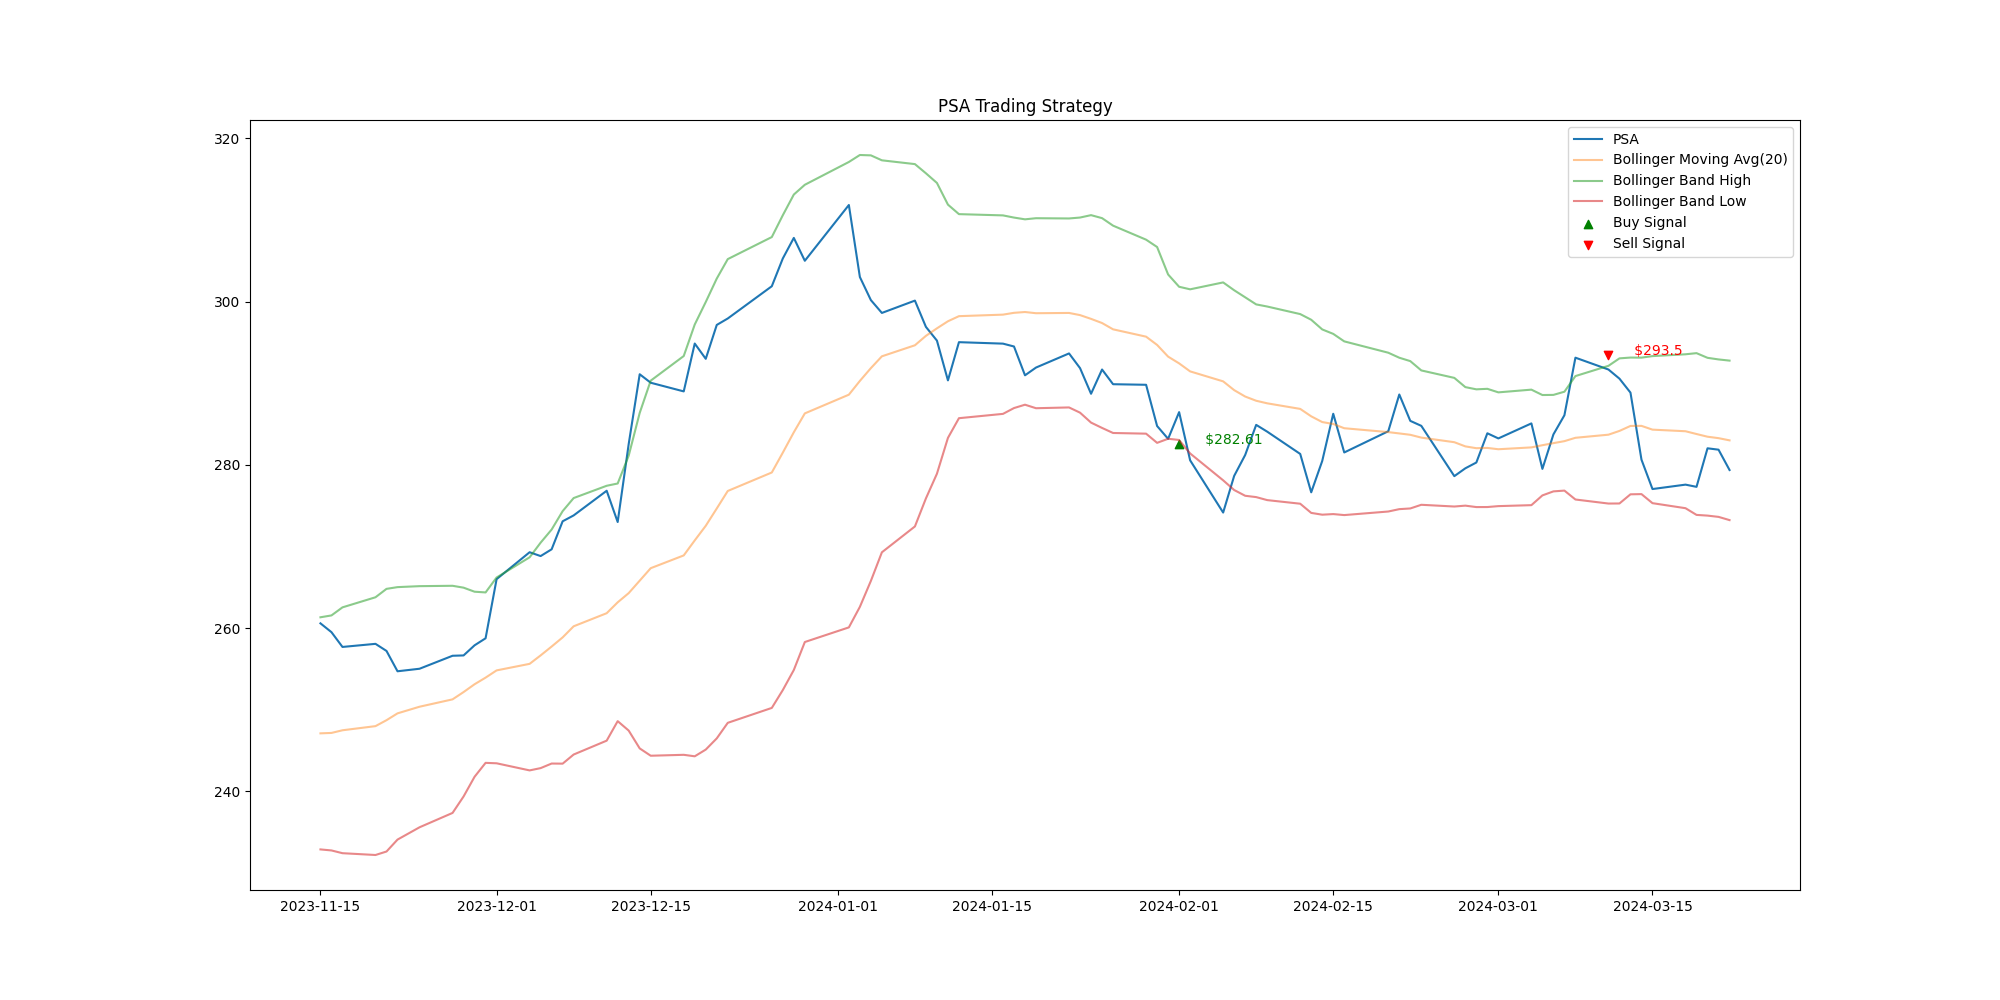 PSA Trading Strategy
320
300
280
260
240
PSA
Bollinger Moving Avg(20)
Bollinger Band High
Bollinger Band Low
Buy Signal
Sell Signal
$293.5
$282.61
2023-11-15
2023-12-01
2023-12-15
2024-01-01
2024-01-15
2024-02-01
2024-02-15
2024-03-01
2024-03-15